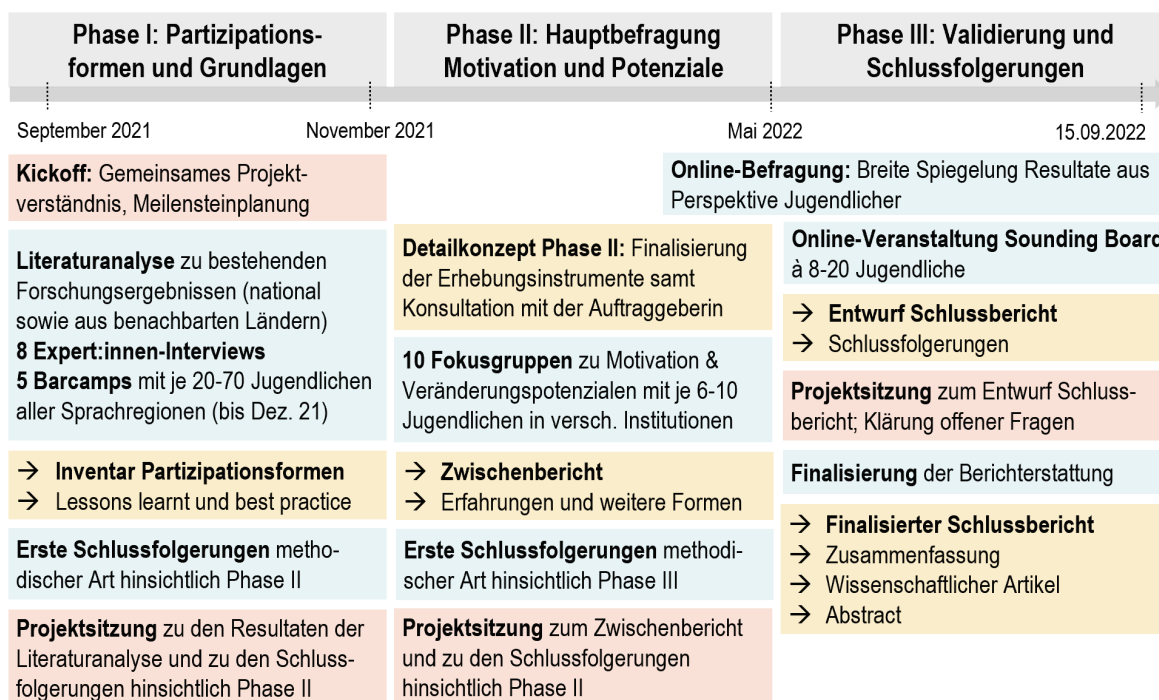 Phase I: Partizipations-
formen und Grundlagen
Phase II: Hauptbefragung
Motivation und Potenziale
Phase III: Validierung und
Schlussfolgerungen
September 2021
November 2021
Mai 2022
15.09.2022
Kickoff: Gemeinsames Projekt-
verständnis, Meilensteinplanung
Literaturanalyse zu bestehenden
Forschungsergebnissen (national
sowie aus benachbarten Ländern)
8 Expert:innen-Interviews
5 Barcamps mit je 20-70 Jugendlichen
aller Sprachregionen (bis Dez. 21)
→ Inventar Partizipationsformen
→ Lessons learnt und best practice
Erste Schlussfolgerungen metho-
discher Art hinsichtlich Phase II
Projektsitzung zu den Resultaten der
Literaturanalyse und zu den Schluss-
folgerungen hinsichtlich Phase II
Online-Befragung: Breite Spiegelung Resultate aus
Perspektive Jugendlicher
Detailkonzept Phase II: Finalisierung
der Erhebungsinstrumente samt
Konsultation mit der Auftraggeberin
10 Fokusgruppen zu Motivation &
Veränderungspotenzialen mit je 6-10
Jugendlichen in versch. Institutionen
→ Zwischenbericht
→ Erfahrungen und weitere Formen
Erste Schlussfolgerungen methodi-
scher Art hinsichtlich Phase III
Projektsitzung zum Zwischenbericht
und zu den Schlussfolgerungen
hinsichtlich Phase II
Online-Veranstaltung Sounding Board
à 8-20 Jugendliche
→ Entwurf Schlussbericht
→ Schlussfolgerungen
Projektsitzung zum Entwurf Schluss-
bericht; Klärung offener Fragen
Finalisierung der Berichterstattung
→ Finalisierter Schlussbericht
→ Zusammenfassung
→ Wissenschaftlicher Artikel
→ Abstract